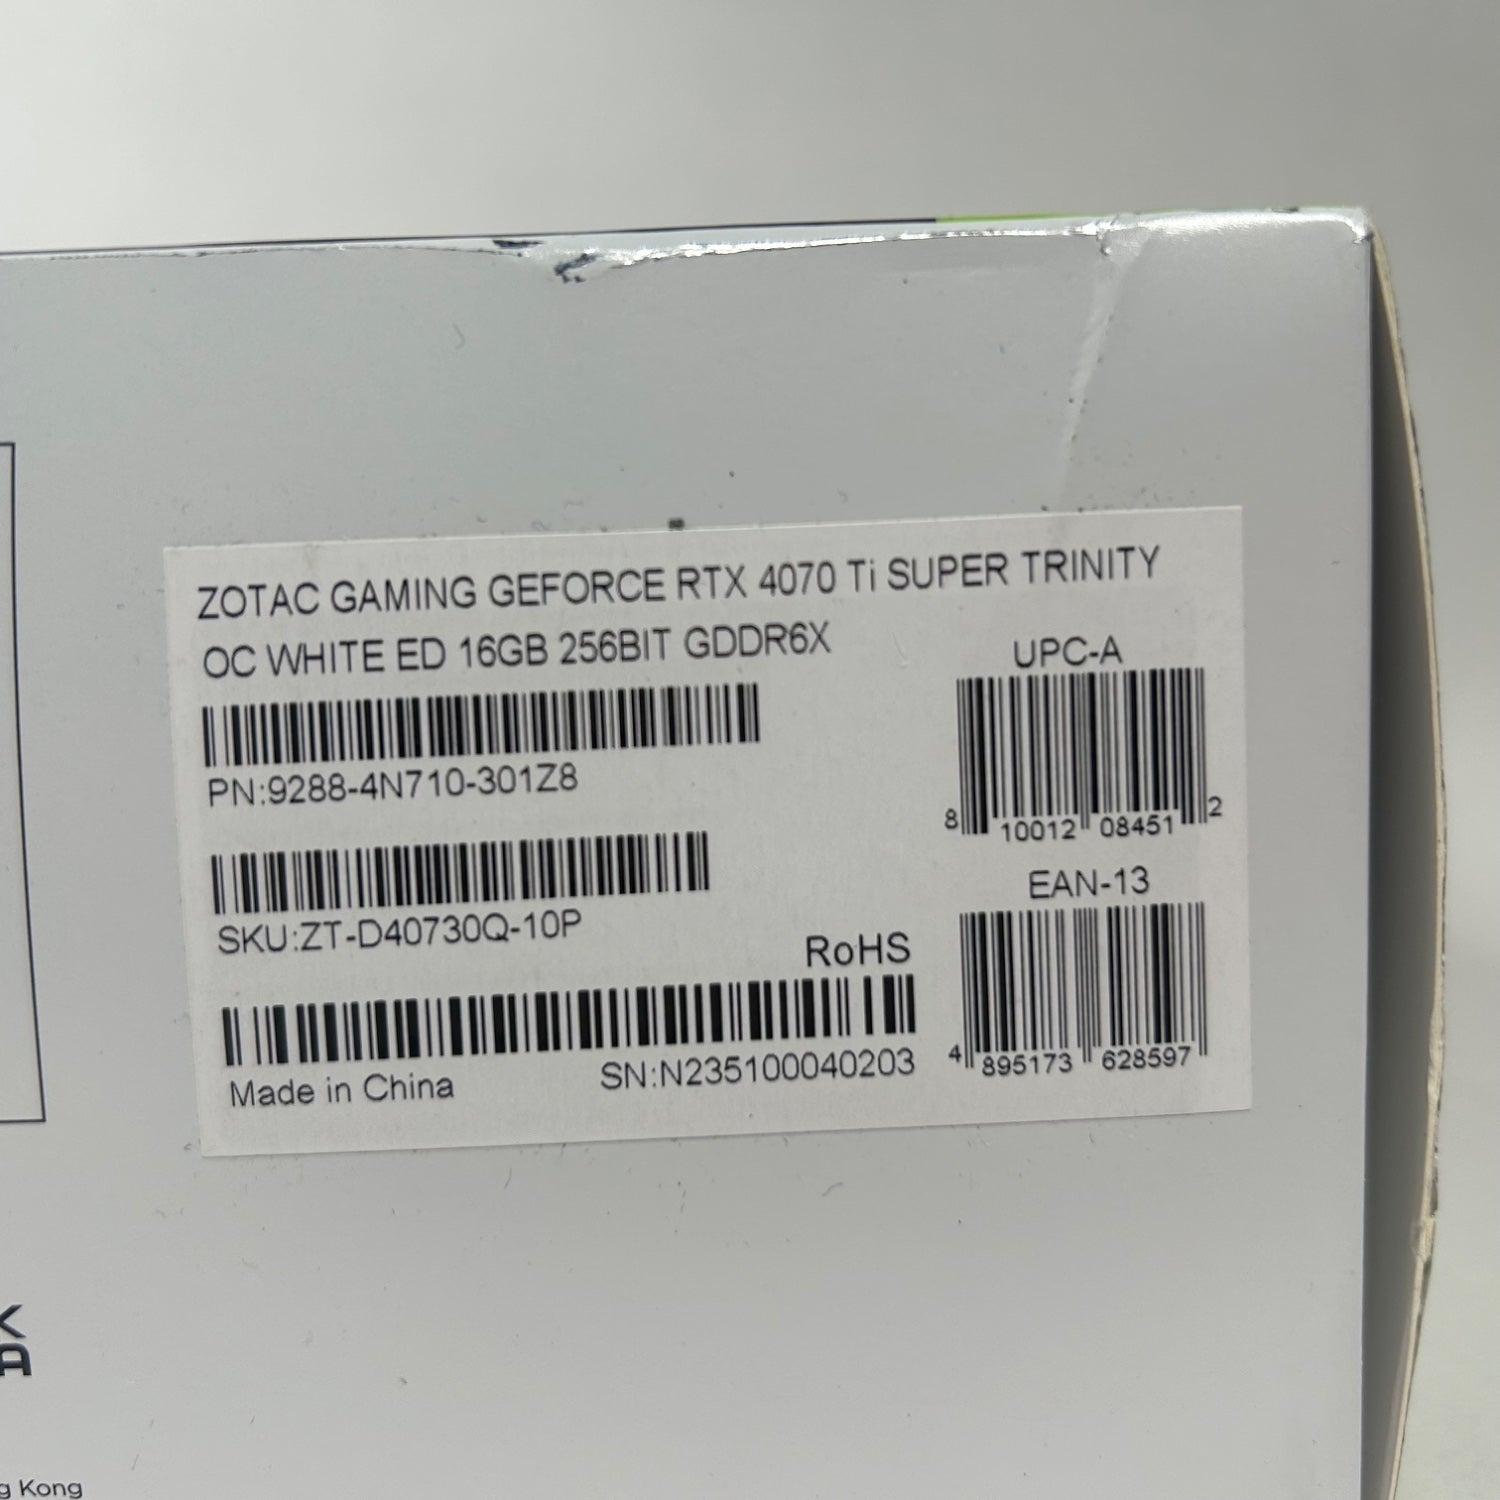 ZOTAC GAMING GEFORCE RTX 4070 Ti SUPER TRINITY
OC WHITE ED 16GB 256BIT GDDR6X
PN:9288-4N710-301Z8
SKU:ZT-D40730Q-10P
RoHS
Made in China
SN:N235100040203
UPC-A
8 10012 08451 2
EAN-13
4 895173 628597
K
A
g Kong